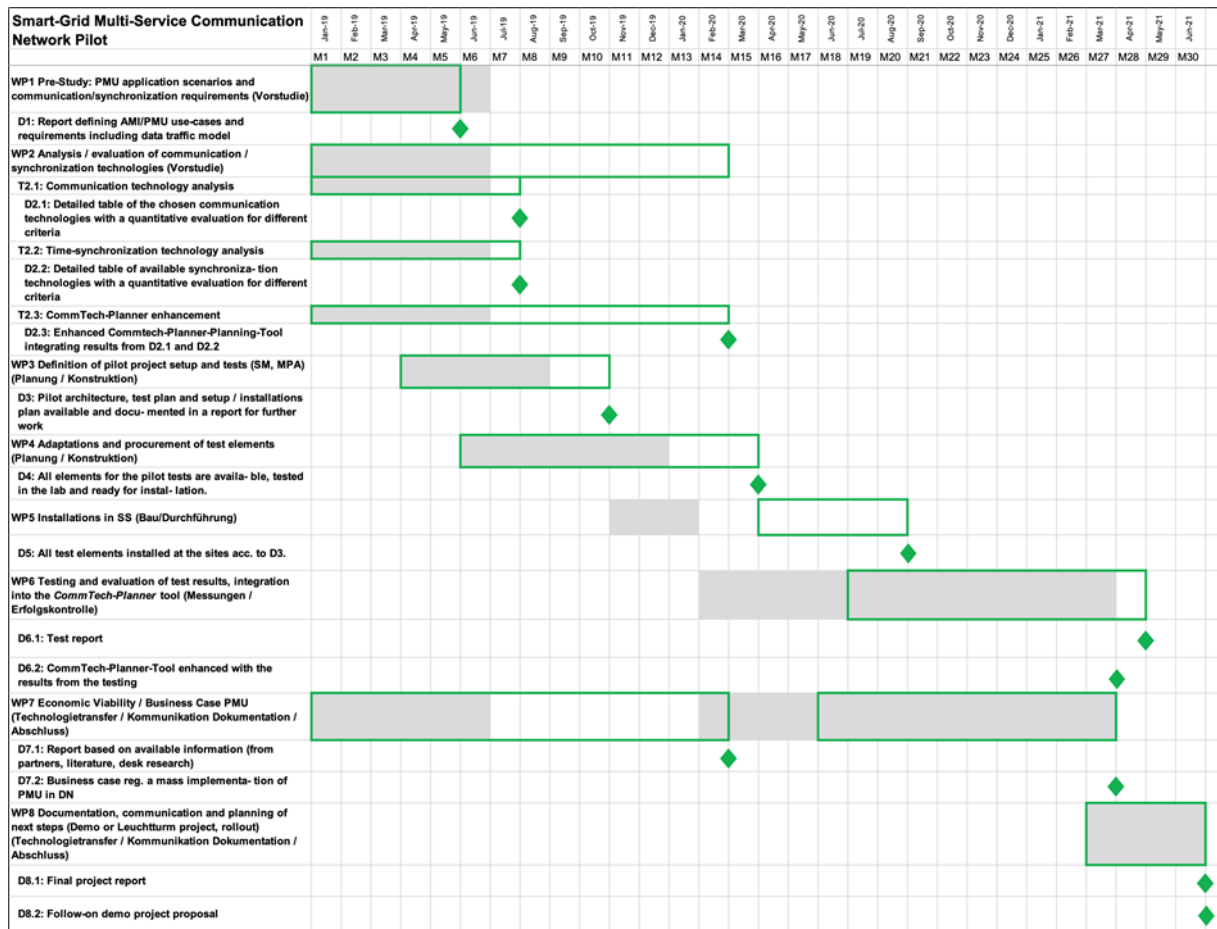 Smart-Grid Multi-Service Communication
Network Pilot
Jan-19 Feb-19 Mar-19 Apr-19 May-19 Jun-19 Jul-19 Aug-19 Sep-19 Oct-19 Nov-19 Dec-19 Jan-20 Feb-20 Mar-20 Apr-20 May-20 Jun-20 Jul-20 Aug-20 Sep-20 Oct-20 Nov-20 Dec-20 Jan-21 Feb-21 Mar-21 Apr-21 May-21 Jun-21
M1 M2 M3 M4 M5 M6 M7 M8 M9 M10 M11 M12 M13 M14 M15 M16 M17 M18 M19 M20 M21 M22 M23 M24 M25 M26 M27 M28 M29 M30
WP1 Pre-Study: PMU application scenarios and
communication/synchronization requirements (Vorstudie)
D1: Report defining AMI/PMU use-cases and
requirements including data traffic model
WP2 Analysis / evaluation of communication /
synchronization technologies (Vorstudie)
T2.1: Communication technology analysis
D2.1: Detailed table of the chosen communication
technologies with a quantitative evaluation for different
criteria
T2.2: Time-synchronization technology analysis
D2.2: Detailed table of available synchroniza- tion
technologies with a quantitative evaluation for different
criteria
T2.3: CommTech-Planner enhancement
D2.3: Enhanced Commtech-Planner-Planning-Tool
integrating results from D2.1 and D2.2
WP3 Definition of pilot project setup and tests (SM, MPA)
(Planung / Konstruktion)
D3: Pilot architecture, test plan and setup / installations
plan available and docu- mented in a report for further
work
WP4 Adaptations and procurement of test elements
(Planung / Konstruktion)
D4: All elements for the pilot tests are availa- ble, tested
in the lab and ready for instal- lation.
WP5 Installations in SS (Bau/Durchführung)
D5: All test elements installed at the sites acc. to D3.
WP6 Testing and evaluation of test results, integration
into the CommTech-Planner tool (Messungen /
Erfolgskontrolle)
D6.1: Test report
D6.2: CommTech-Planner-Tool enhanced with the
results from the testing
WP7 Economic Viability / Business Case PMU
(Technologietransfer / Kommunikation Dokumentation /
Abschluss)
D7.1: Report based on available information (from
partners, literature, desk research)
D7.2: Business case reg. a mass implementa- tion of
PMU in DN
WP8 Documentation, communication and planning of
next steps (Demo or Leuchtturm project, rollout)
(Technologietransfer / Kommunikation Dokumentation /
Abschluss)
D8.1: Final project report
D8.2: Follow-on demo project proposal